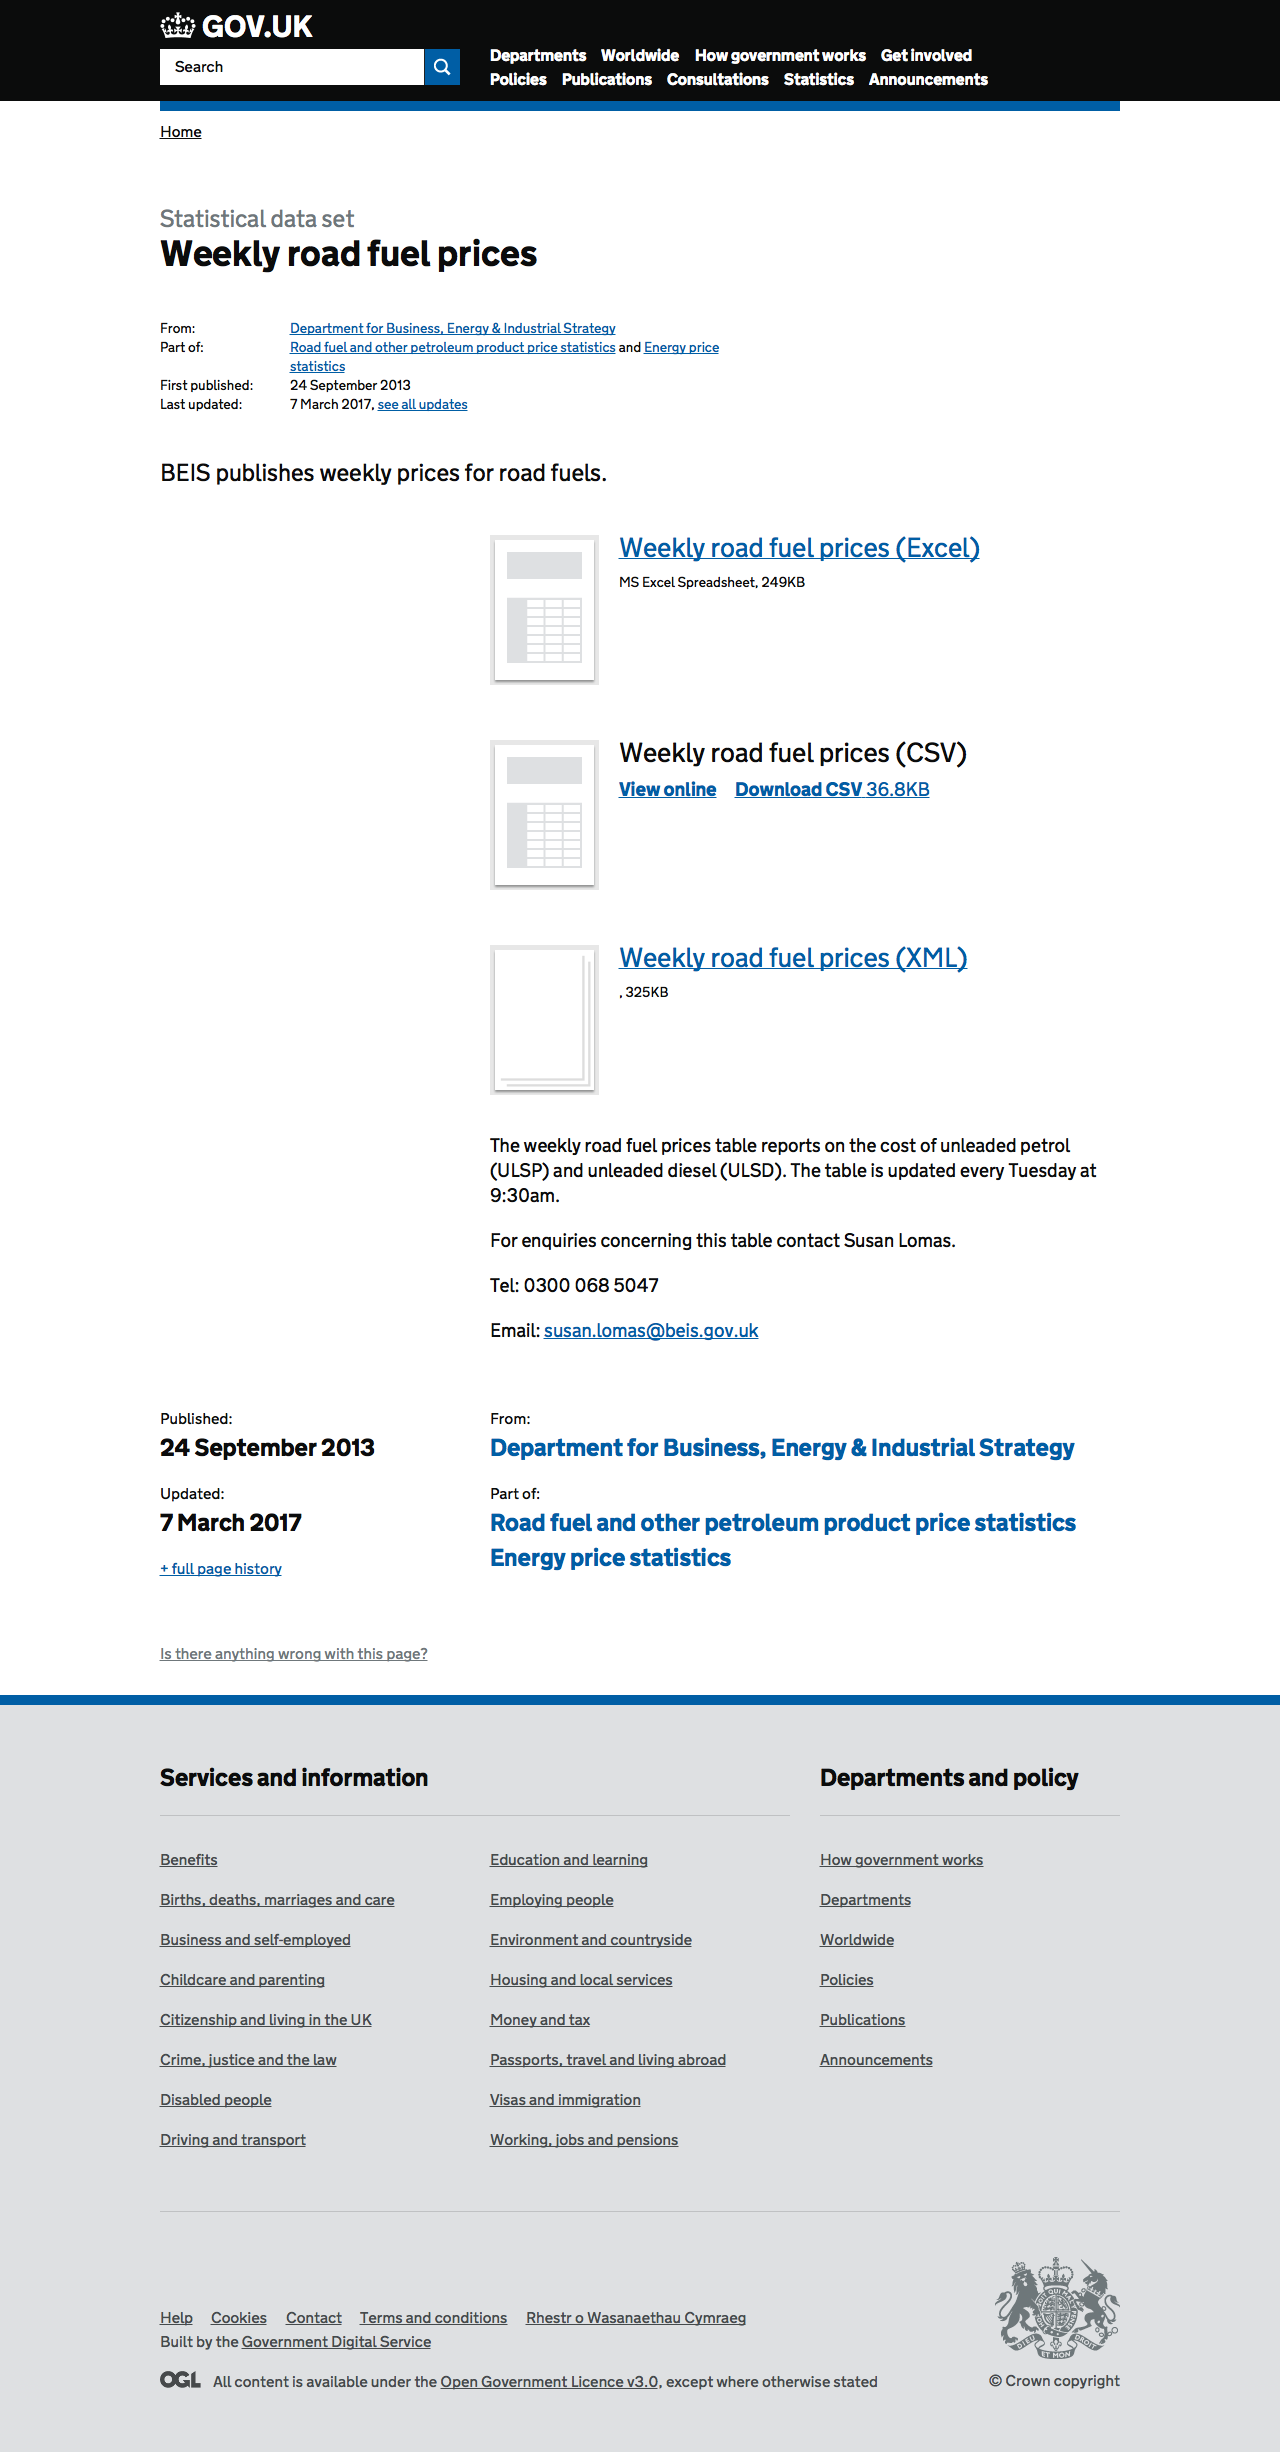 GOV.UK
Search
Departments Worldwide How government works Get involved
Policies Publications Consultations Statistics Announcements
Home
Statistical data set
Weekly road fuel prices
From: Department for Business, Energy & Industrial Strategy
Part of: Road fuel and other petroleum product price statistics and Energy price
statistics
First published: 24 September 2013
Last updated: 7 March 2017, see all updates
BEIS publishes weekly prices for road fuels.
Weekly road fuel prices (Excel)
MS Excel Spreadsheet, 249KB
Weekly road fuel prices (CSV)
View online Download CSV 36.8KB
Weekly road fuel prices (XML)
, 325KB
The weekly road fuel prices table reports on the cost of unleaded petrol
(ULSP) and unleaded diesel (ULSD). The table is updated every Tuesday at
9:30am.
For enquiries concerning this table contact Susan Lomas.
Tel: 0300 068 5047
Email: susan.lomas@beis.gov.uk
Published:
24 September 2013
Updated:
7 March 2017
+ full page history
From:
Department for Business, Energy & Industrial Strategy
Part of:
Road fuel and other petroleum product price statistics
Energy price statistics
Is there anything wrong with this page?
Services and information
Benefits
Births, deaths, marriages and care
Business and self-employed
Childcare and parenting
Citizenship and living in the UK
Crime, justice and the law
Disabled people
Driving and transport
Education and learning
Employing people
Environment and countryside
Housing and local services
Money and tax
Passports, travel and living abroad
Visas and immigration
Working, jobs and pensions
Departments and policy
How government works
Departments
Worldwide
Policies
Publications
Announcements
Help Cookies Contact Terms and conditions Rhestr o Wasanaethau Cymraeg
Built by the Government Digital Service
OGL All content is available under the Open Government Licence v3.0, except where otherwise stated
DIEU ET MON DROIT
© Crown copyright